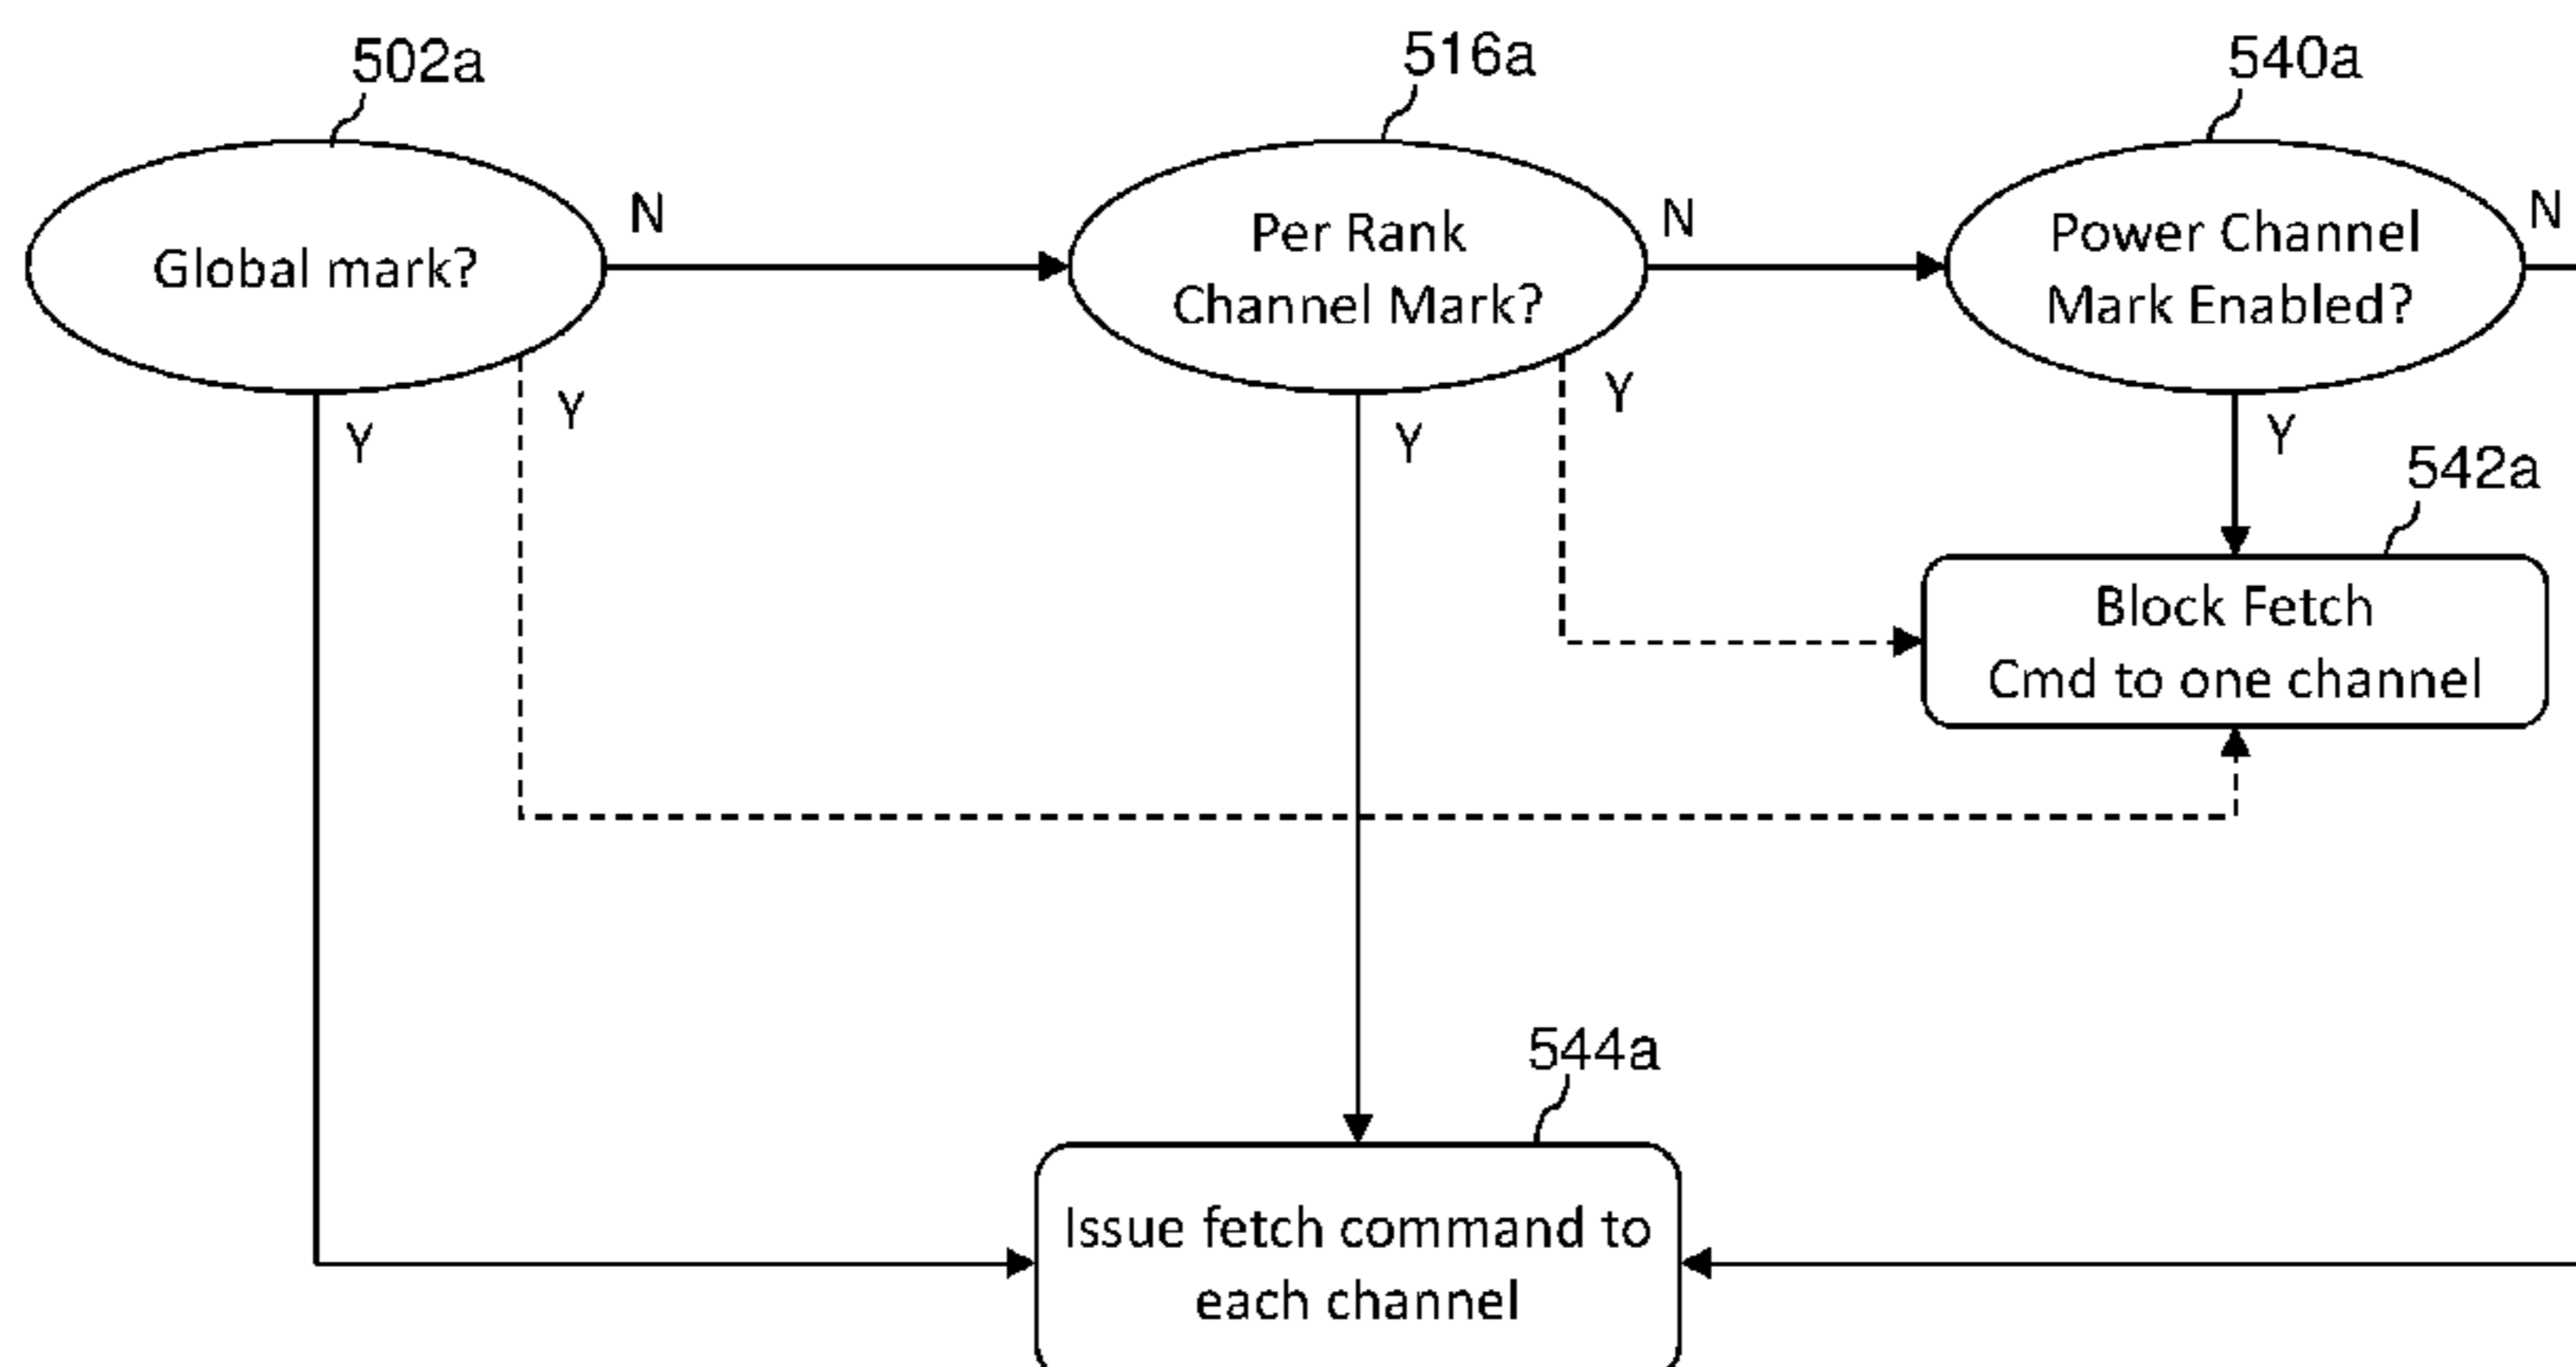 502a
516a
540a
Global mark?
N
Per Rank
Channel Mark?
N
Power Channel
Mark Enabled?
N
Y
Y
Y
Y
Y
542a
Block Fetch
Cmd to one channel
544a
Issue fetch command to
each channel